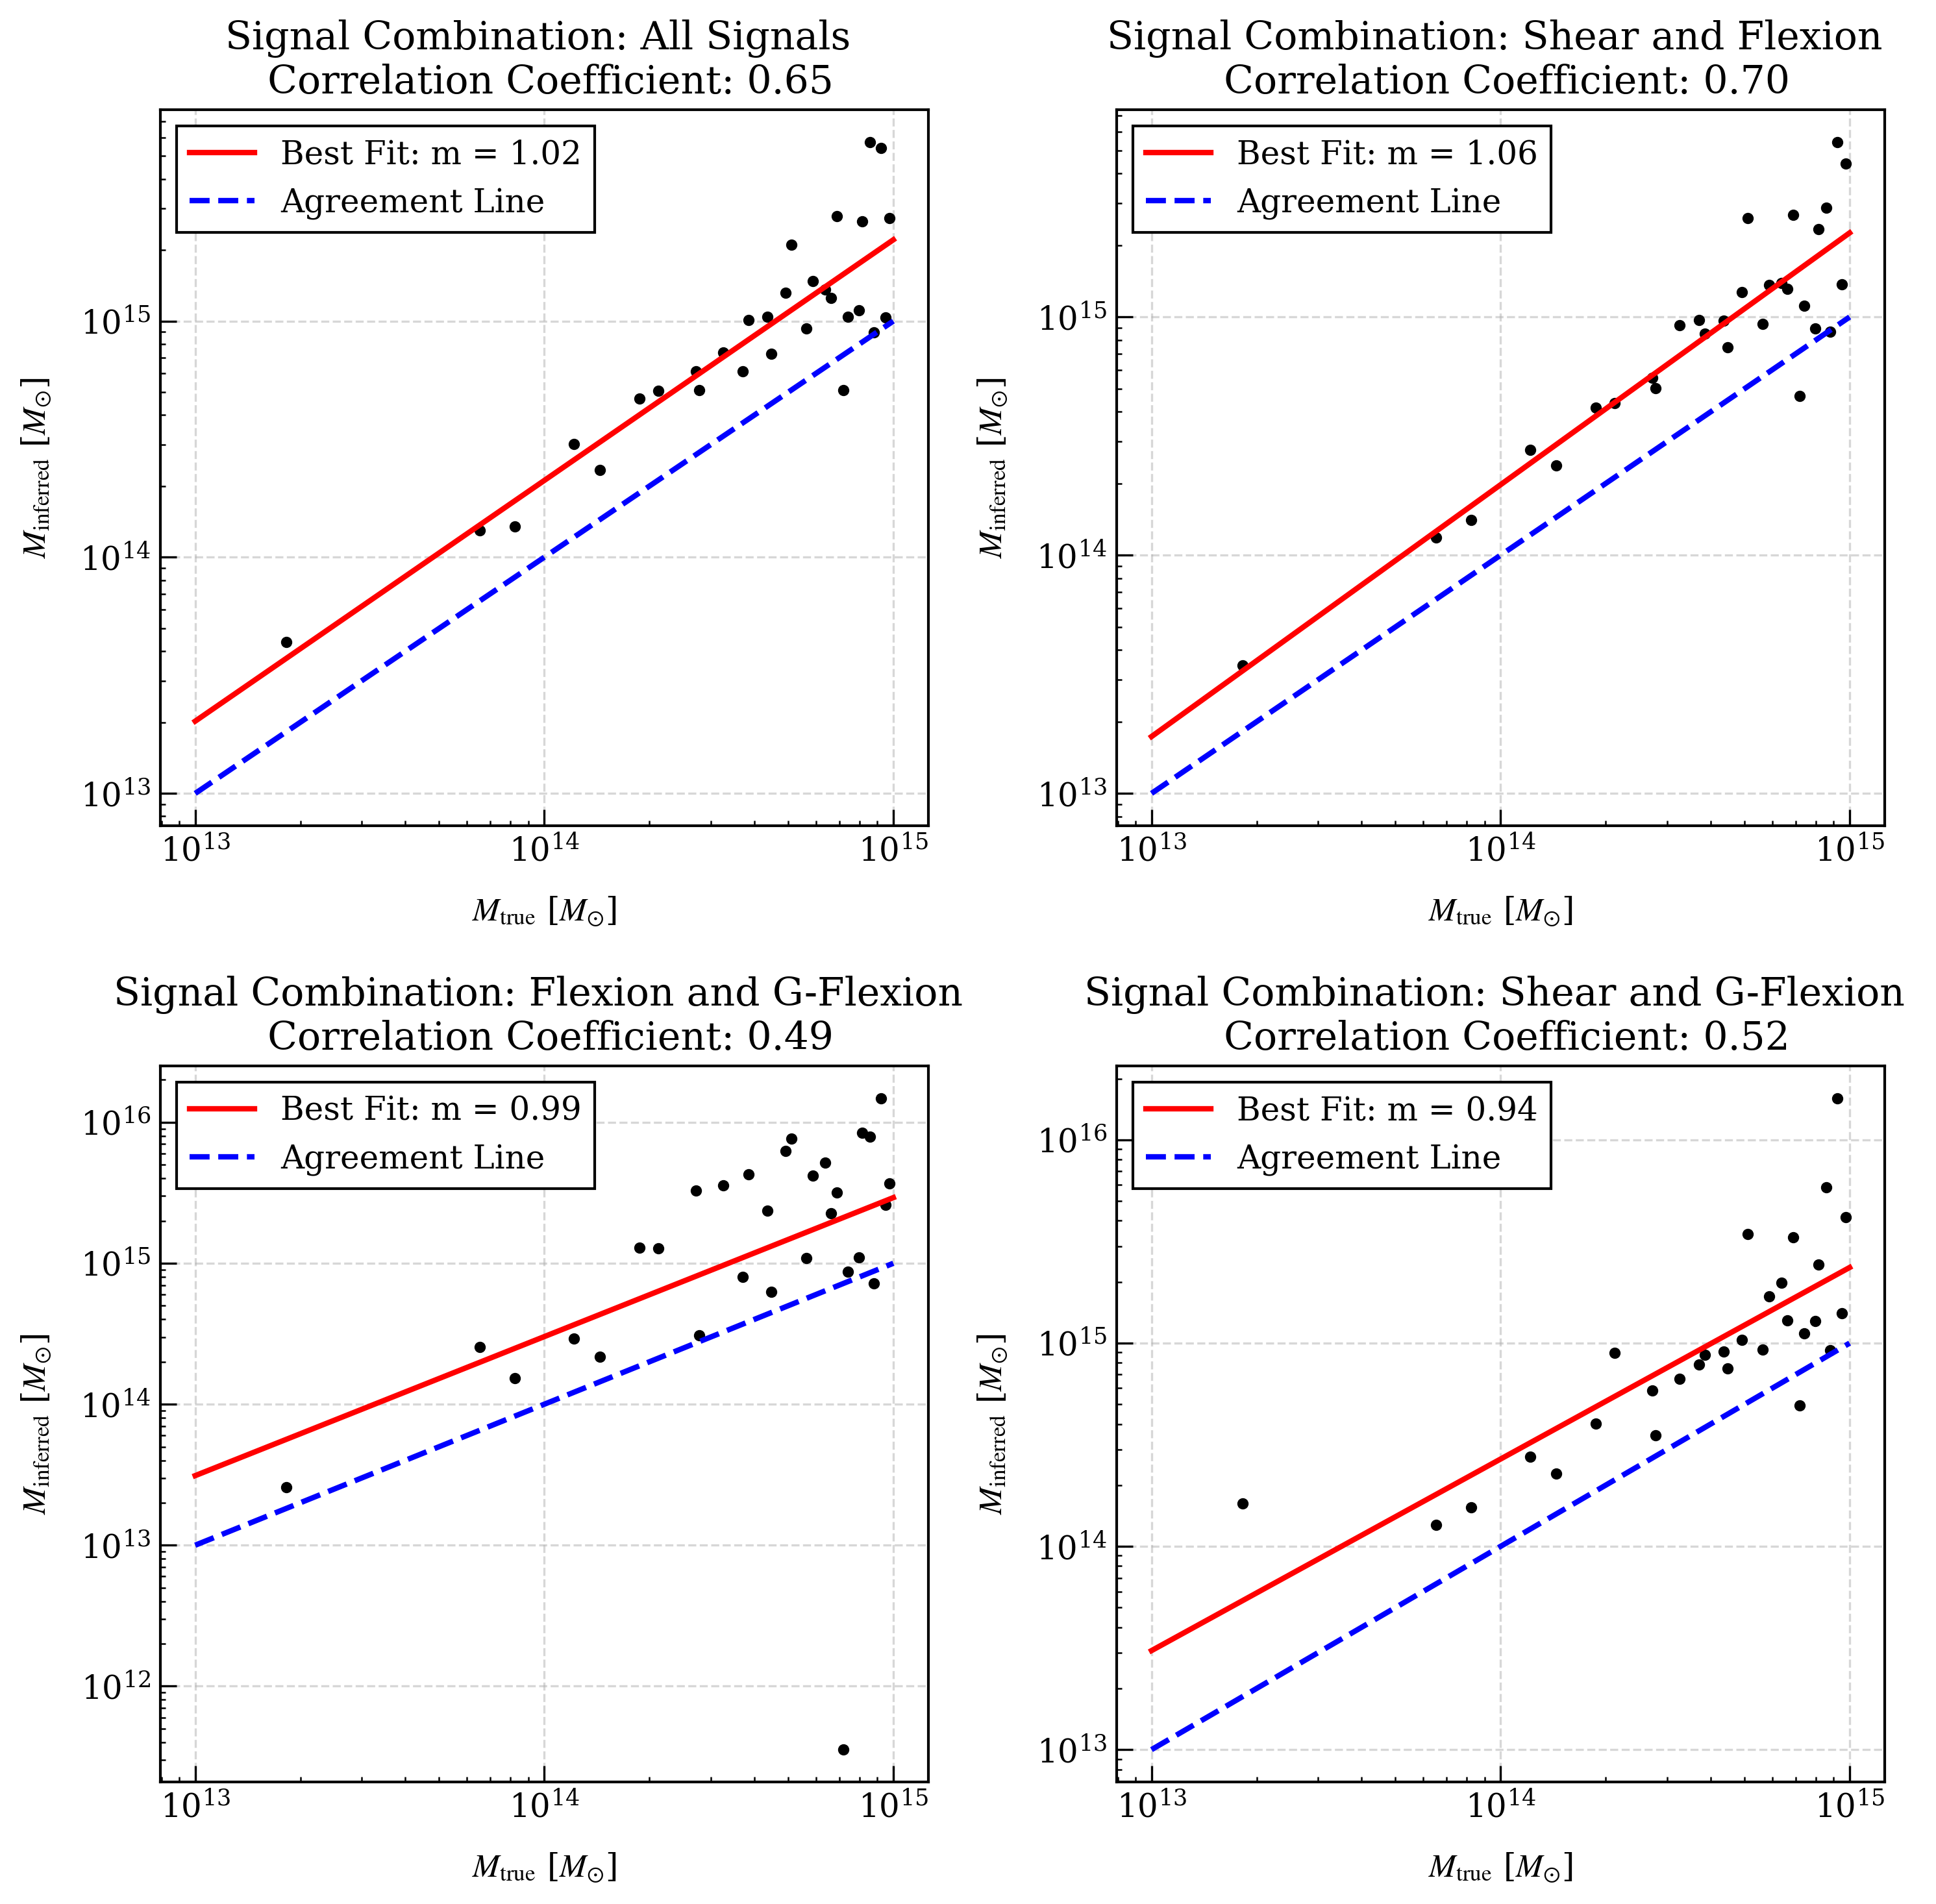 Signal Combination: All Signals
Correlation Coefficient: 0.65
Best Fit: m = 1.02
Agreement Line
10^15
10^14
10^13
M_inferred [M_⊙]
10^13 10^14 10^15
M_true [M_⊙]
Signal Combination: Shear and Flexion
Correlation Coefficient: 0.70
Best Fit: m = 1.06
Agreement Line
10^15
10^14
10^13
M_inferred [M_⊙]
10^13 10^14 10^15
M_true [M_⊙]
Signal Combination: Flexion and G-Flexion
Correlation Coefficient: 0.49
Best Fit: m = 0.99
Agreement Line
10^16
10^15
10^14
10^13
10^12
M_inferred [M_⊙]
10^13 10^14 10^15
M_true [M_⊙]
Signal Combination: Shear and G-Flexion
Correlation Coefficient: 0.52
Best Fit: m = 0.94
Agreement Line
10^16
10^15
10^14
10^13
M_inferred [M_⊙]
10^13 10^14 10^15
M_true [M_⊙]